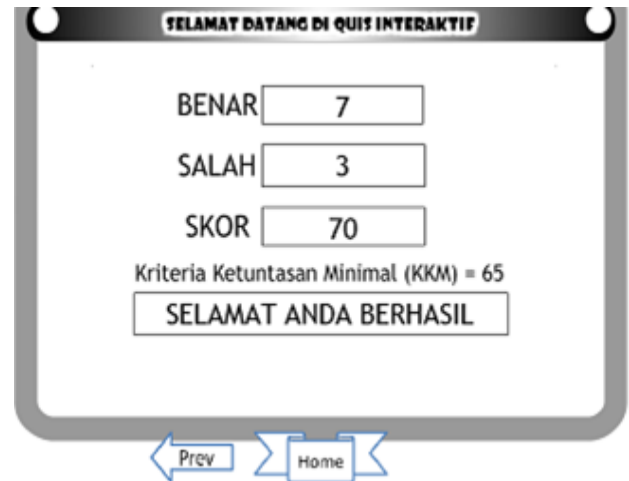 SELAMAT DATANG DI QUIS INTERAKTIF
BENAR 7
SALAH 3
SKOR 70
Kriteria Ketuntasan Minimal (KKM) = 65
SELAMAT ANDA BERHASIL
Prev Home